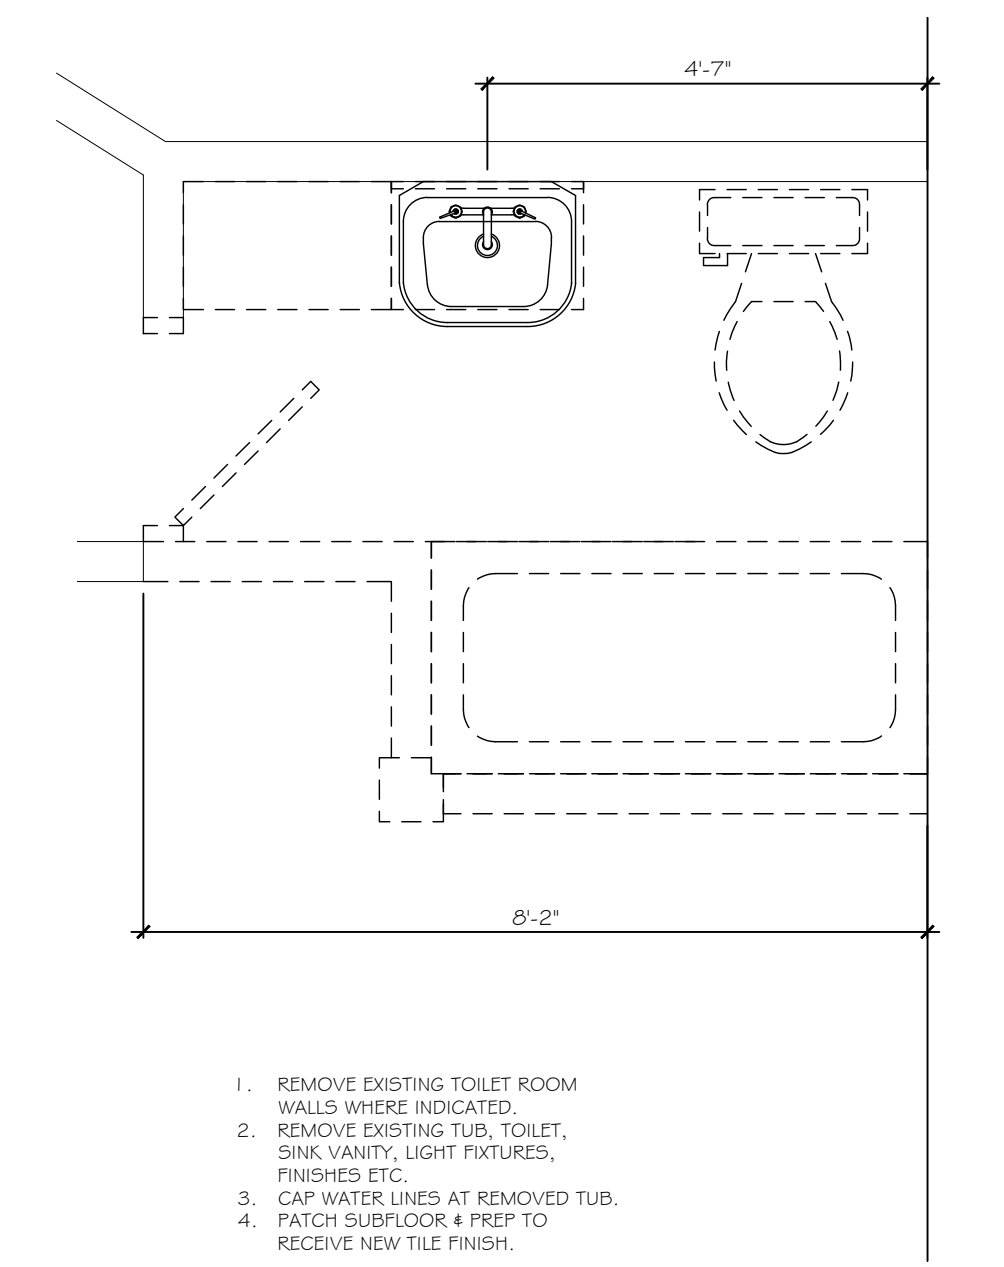 4'-7"
8'-2"
1. REMOVE EXISTING TOILET ROOM
WALLS WHERE INDICATED.
2. REMOVE EXISTING TUB, TOILET,
SINK VANITY, LIGHT FIXTURES,
FINISHES ETC.
3. CAP WATER LINES AT REMOVED TUB.
4. PATCH SUBFLOOR & PREP TO
RECEIVE NEW TILE FINISH.